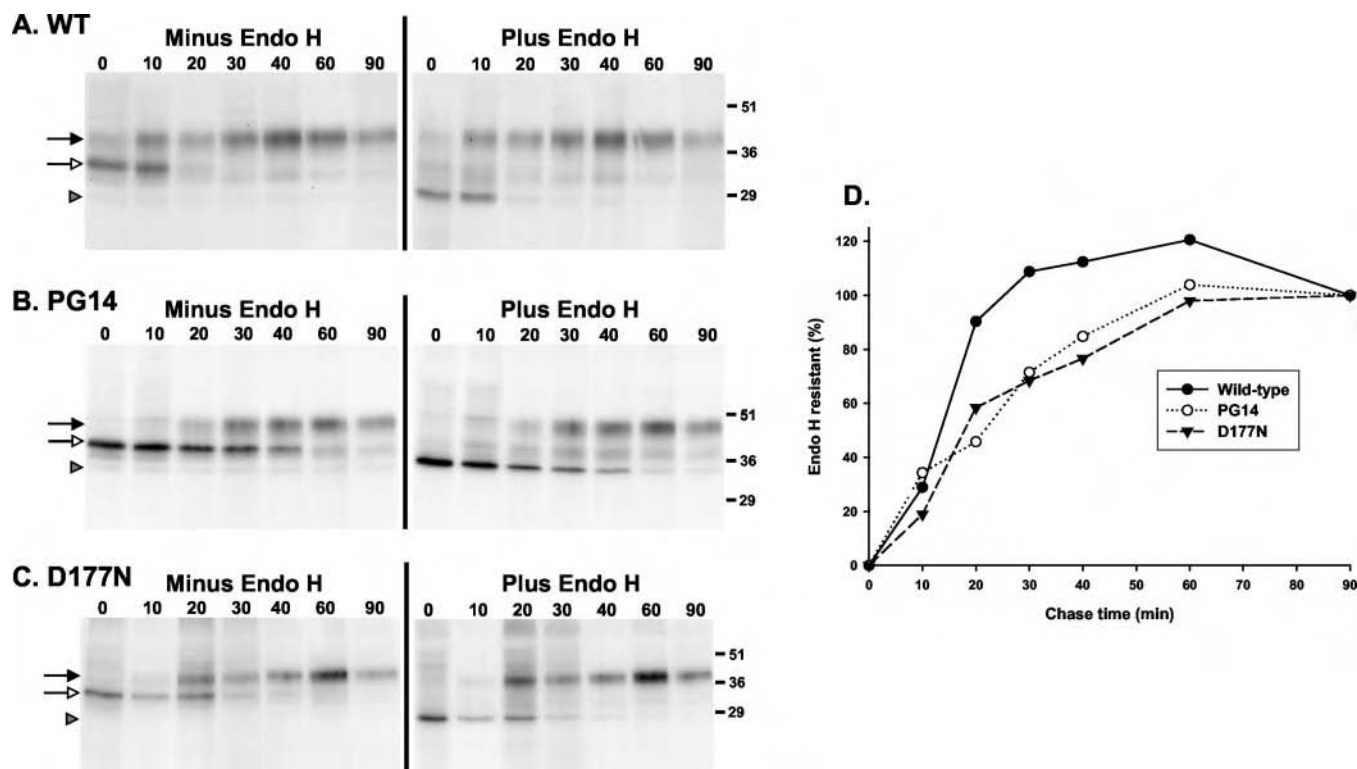 A. WT
Minus Endo H
Plus Endo H
0 10 20 30 40 60 90
0 10 20 30 40 60 90
51
36
29
B. PG14
Minus Endo H
Plus Endo H
0 10 20 30 40 60 90
0 10 20 30 40 60 90
51
36
29
C. D177N
Minus Endo H
Plus Endo H
0 10 20 30 40 60 90
0 10 20 30 40 60 90
51
36
29
D.
Endo H resistant (%)
120
100
80
60
40
20
0
Wild-type
PG14
D177N
0 10 20 30 40 50 60 70 80 90
Chase time (min)